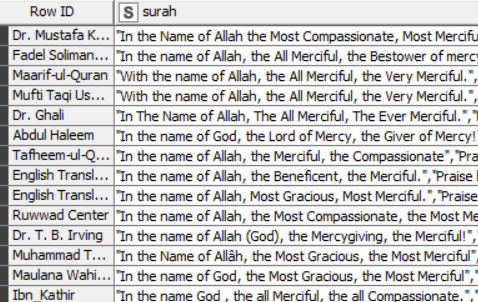 Row ID S surah
Dr. Mustafa K... "In the Name of Allah the Most Compassionate, Most Mercifu
Fadel Soliman... "In the name of Allah, the All Merciful, the Bestower of mercy
Maarif-ul-Quran "With the name of Allah, the All Merciful, the Very Merciful.",
Mufti Taqi Us... "With the name of Allah, the All Merciful, the Very Merciful.",
Dr. Ghali "In The Name of Allah, The All Merciful, The Ever Merciful.","
Abdul Haleem "In the name of God, the Lord of Mercy, the Giver of Mercy!
Tafheem-ul-Q... "In the name of Allah, the Merciful, the Compassionate","Pra
English Transl... "In the name of Allah, the Beneficent, the Merciful.","Praise
English Transl... "In the name of Allah, Most Gracious, Most Merciful.","Praise
Ruwwad Center "In the name of Allah, the Most Compassionate, the Most Me
Dr. T. B. Irving "In the name of Allah (God), the Mercygiving, the Merciful!","
Muhammad T... "In the Name of Allâh, the Most Gracious, the Most Merciful"
Maulana Wahi... "In the name of God, the Most Gracious, the Most Merciful","
Ibn_Kathir "In the name God , the all Merciful, the all Compassionate.","